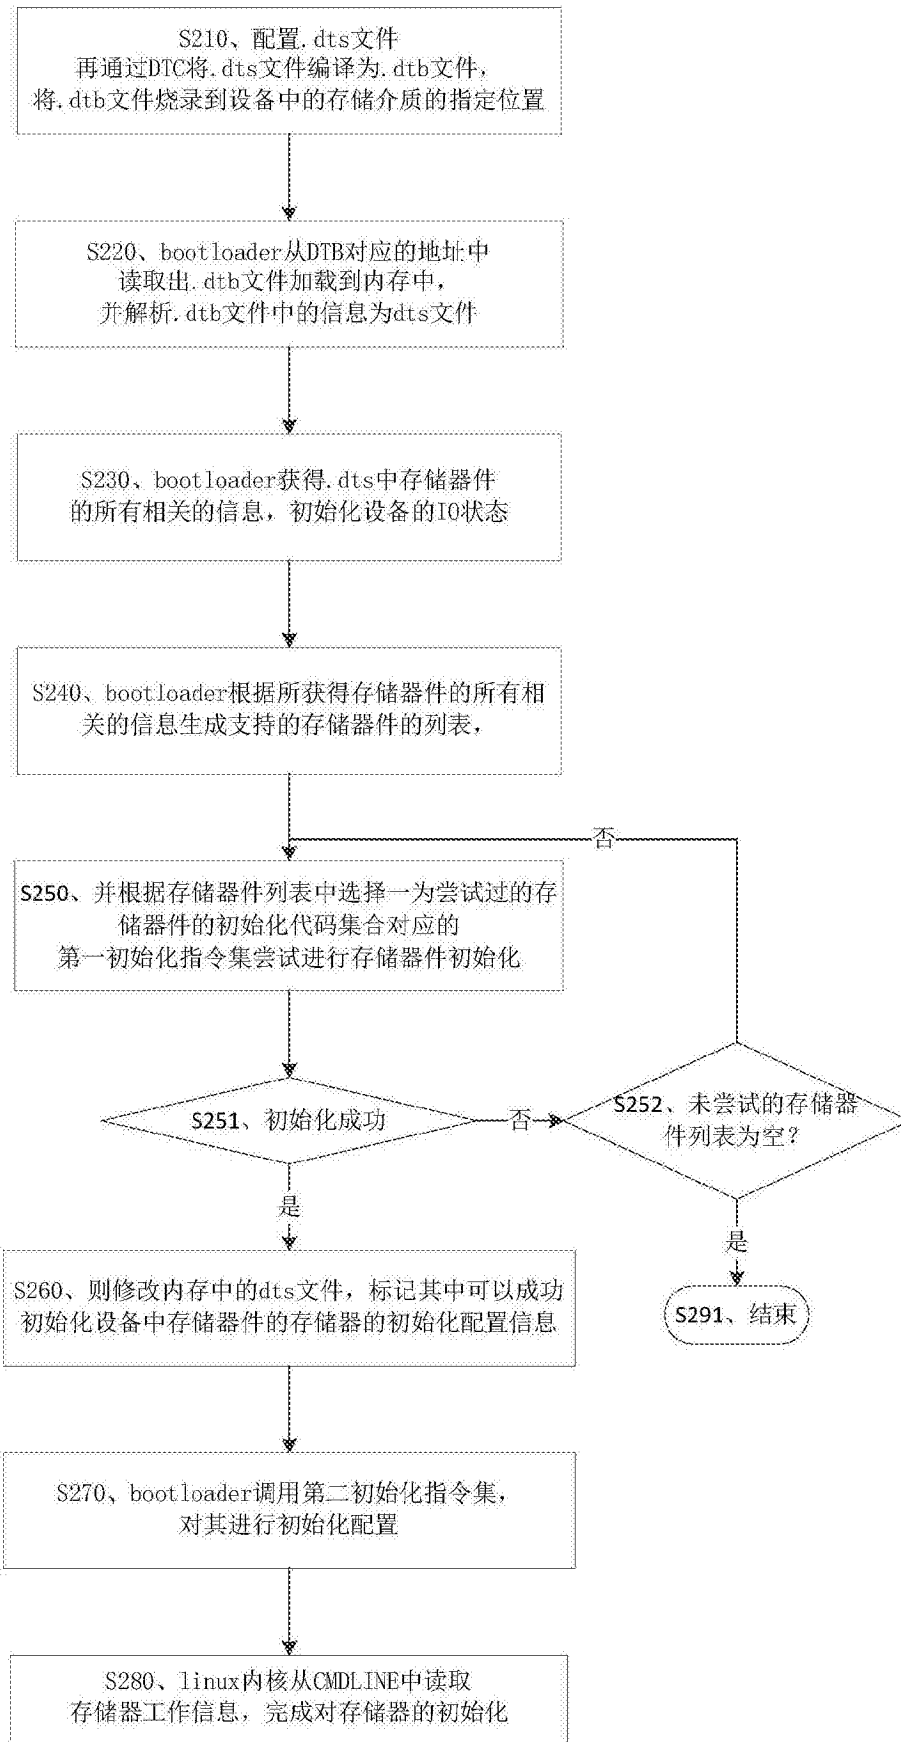 S210、配置.dts文件
再通过DTC将.dts文件编译为.dtb文件，
将.dtb文件烧录到设备中的存储介质的指定位置
S220、bootloader从DTB对应的地址中
读取出.dtb文件加载到内存中，
并解析.dtb文件中的信息为dts文件
S230、bootloader获得.dts中存储器件
的所有相关的信息，初始化设备的IO状态
S240、bootloader根据所获得存储器件的所有相
关的信息生成支持的存储器件的列表，
否
S250、并根据存储器件列表中选择一为尝试过的存
储器件的初始化代码集合对应的
第一初始化指令集尝试进行存储器件初始化
S251、初始化成功
否
S252、未尝试的存储器
件列表为空？
是
是
S260、则修改内存中的dts文件，标记其中可以成功
初始化设备中存储器件的存储器的初始化配置信息
S291、结束
S270、bootloader调用第二初始化指令集，
对其进行初始化配置
S280、linux内核从CMDLINE中读取
存储器工作信息，完成对存储器的初始化